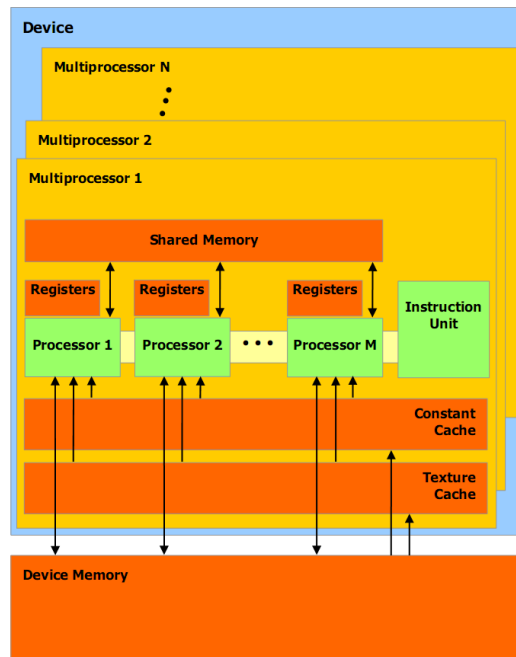 Device
Multiprocessor N
Multiprocessor 2
Multiprocessor 1
Shared Memory
Registers
Registers
Registers
Instruction
Unit
Processor 1
Processor 2
Processor M
Constant
Cache
Texture
Cache
Device Memory